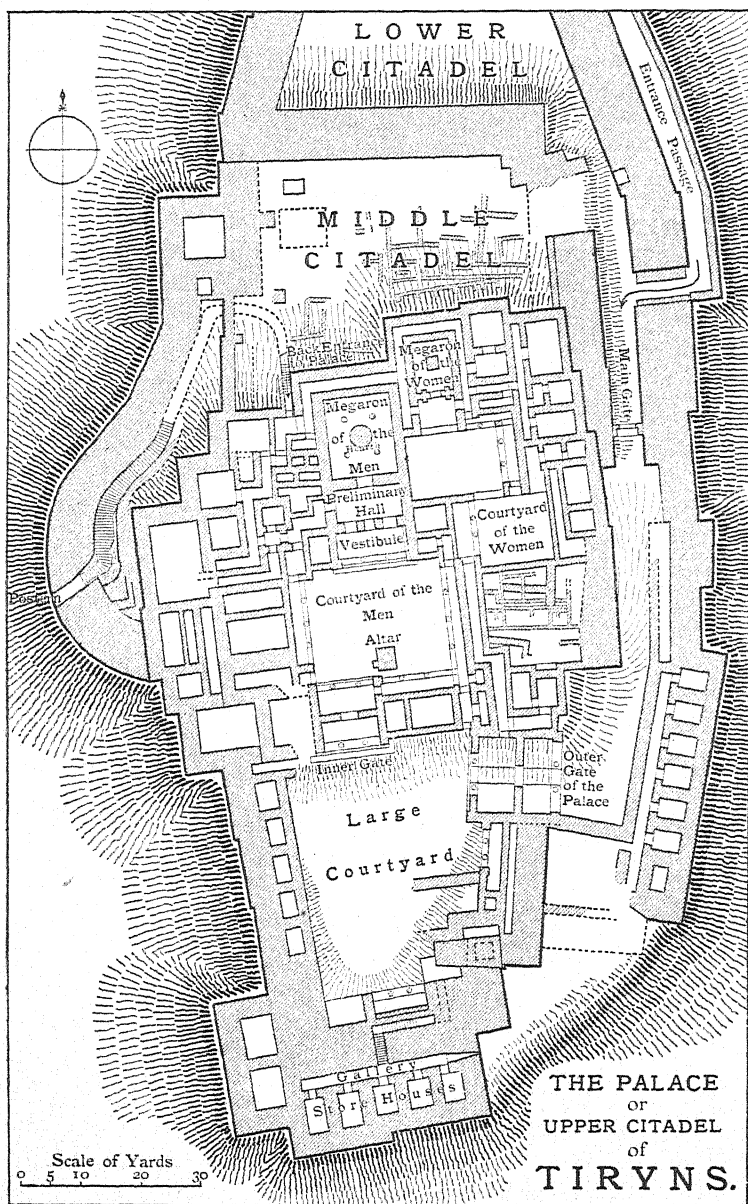 LOWER
CITADEL
Entrance Passage
MIDDLE
CITADEL
Back Entrance
to Palace
Megaron
of the
Women
Main Gate
Megaron
of the
Men
Preliminary
Hall
Vestibule
Courtyard
of the
Women
Postern
Courtyard of the
Men
Altar
Inner Gate
Outer
Gate
of the
Palace
Large
Courtyard
Gallery
Store Houses
THE PALACE
or
UPPER CITADEL
of
TIRYNS.
Scale of Yards
0 5 10 20 30